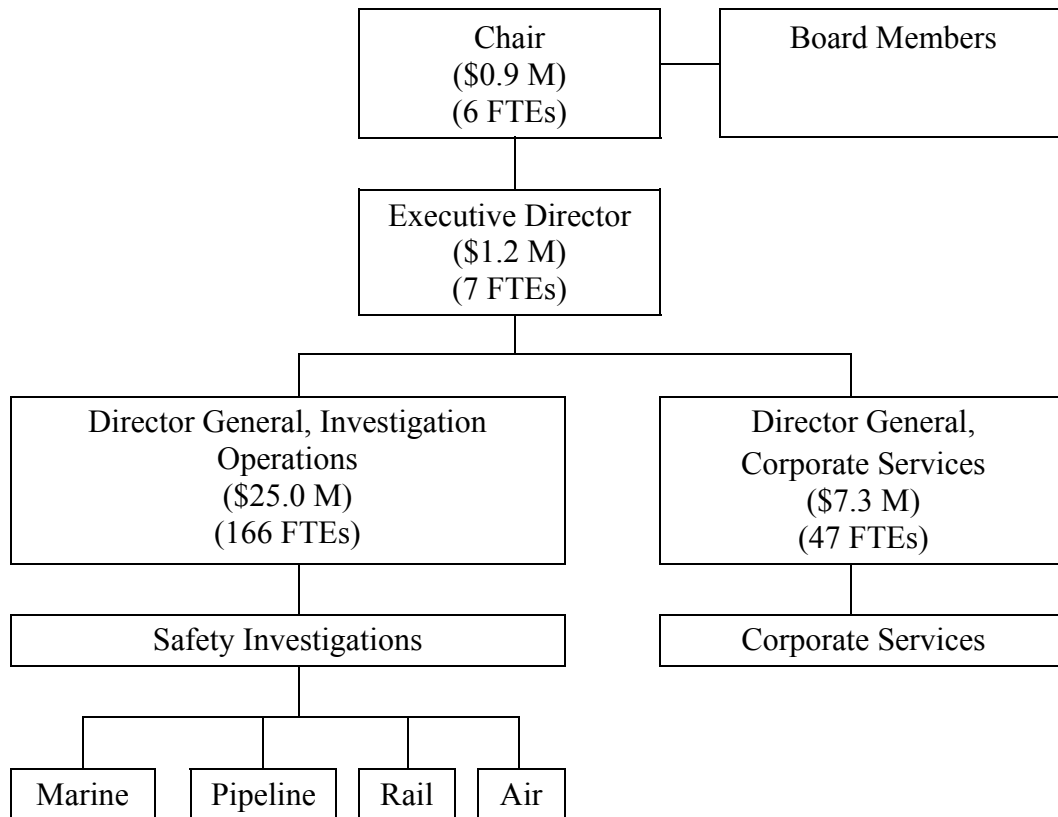 Chair
($0.9 M)
(6 FTEs)
Board Members
Executive Director
($1.2 M)
(7 FTEs)
Director General, Investigation
Operations
($25.0 M)
(166 FTEs)
Director General,
Corporate Services
($7.3 M)
(47 FTEs)
Safety Investigations
Corporate Services
Marine
Pipeline
Rail
Air